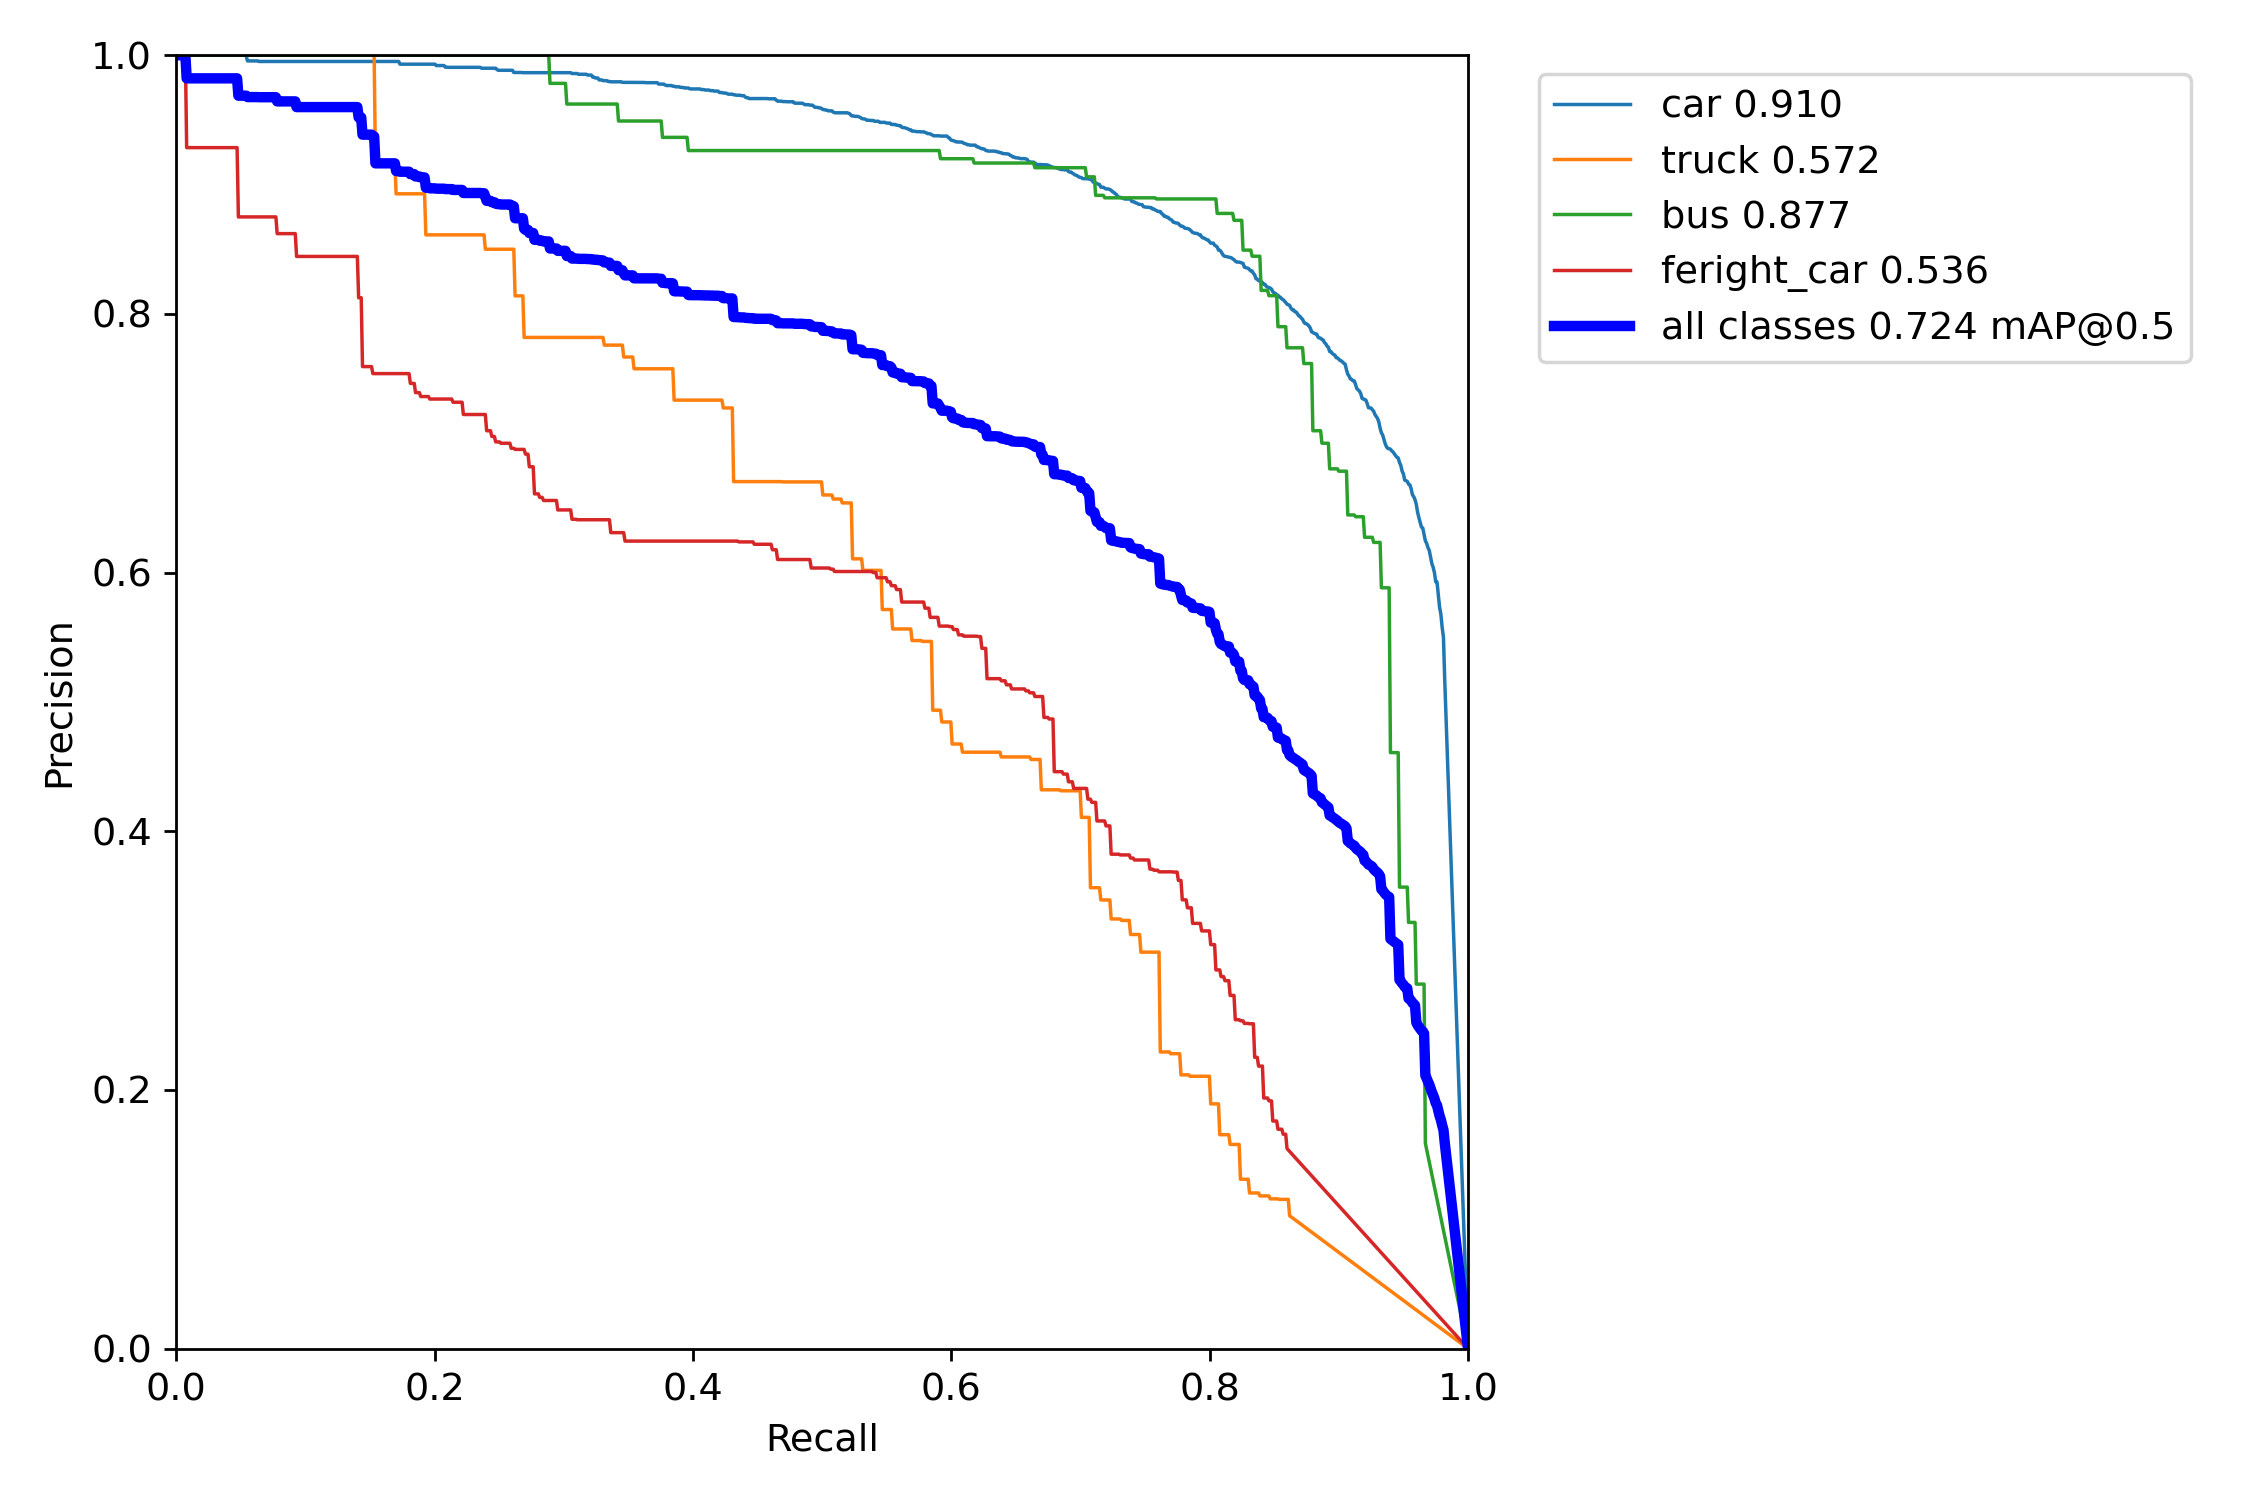 1.0
0.8
0.6
0.4
0.2
0.0
Precision
0.0 0.2 0.4 0.6 0.8 1.0
Recall
car 0.910
truck 0.572
bus 0.877
feright_car 0.536
all classes 0.724 mAP@0.5